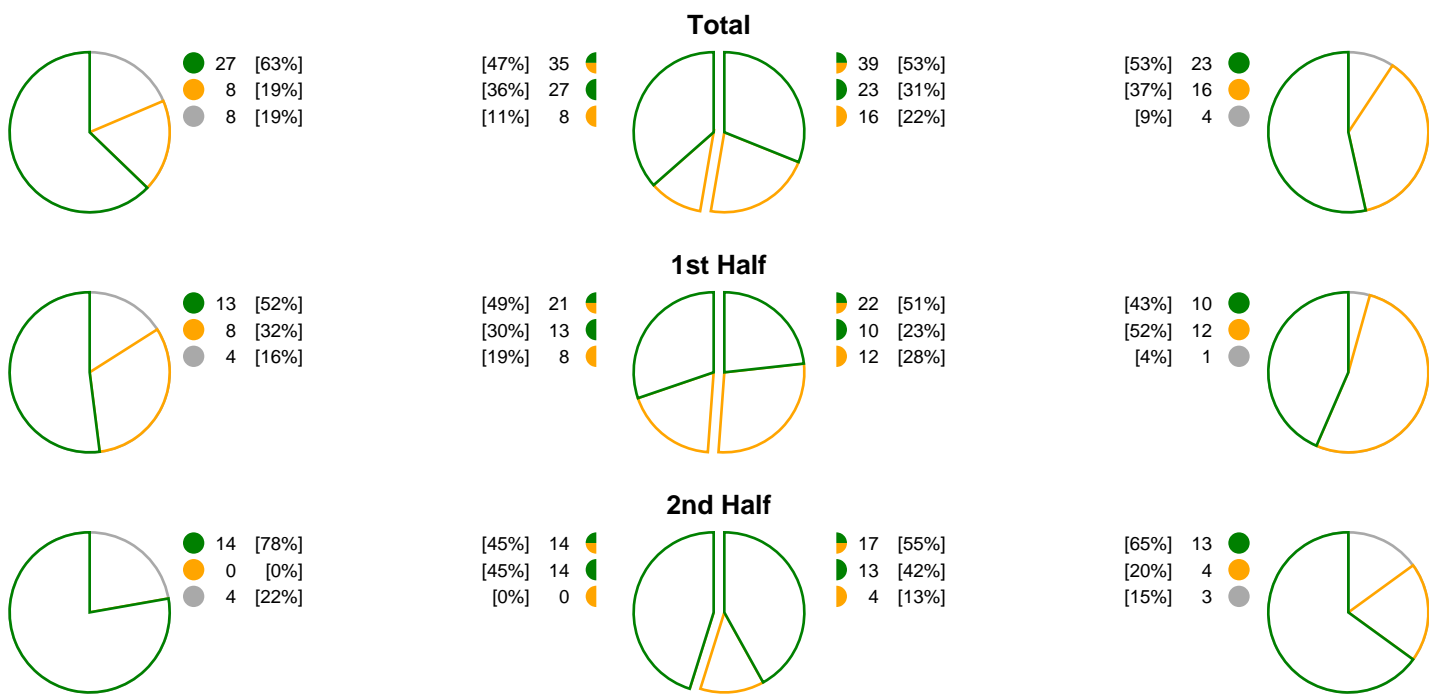 Total
27 [63%] [47%] 35 39 [53%] [53%] 23
8 [19%] [36%] 27 23 [31%] [37%] 16
8 [19%] [11%] 8 16 [22%] [9%] 4
1st Half
13 [52%] [49%] 21 22 [51%] [43%] 10
8 [32%] [30%] 13 10 [23%] [52%] 12
4 [16%] [19%] 8 12 [28%] [4%] 1
2nd Half
14 [78%] [45%] 14 17 [55%] [65%] 13
0 [0%] [45%] 14 13 [42%] [20%] 4
4 [22%] [0%] 0 4 [13%] [15%] 3